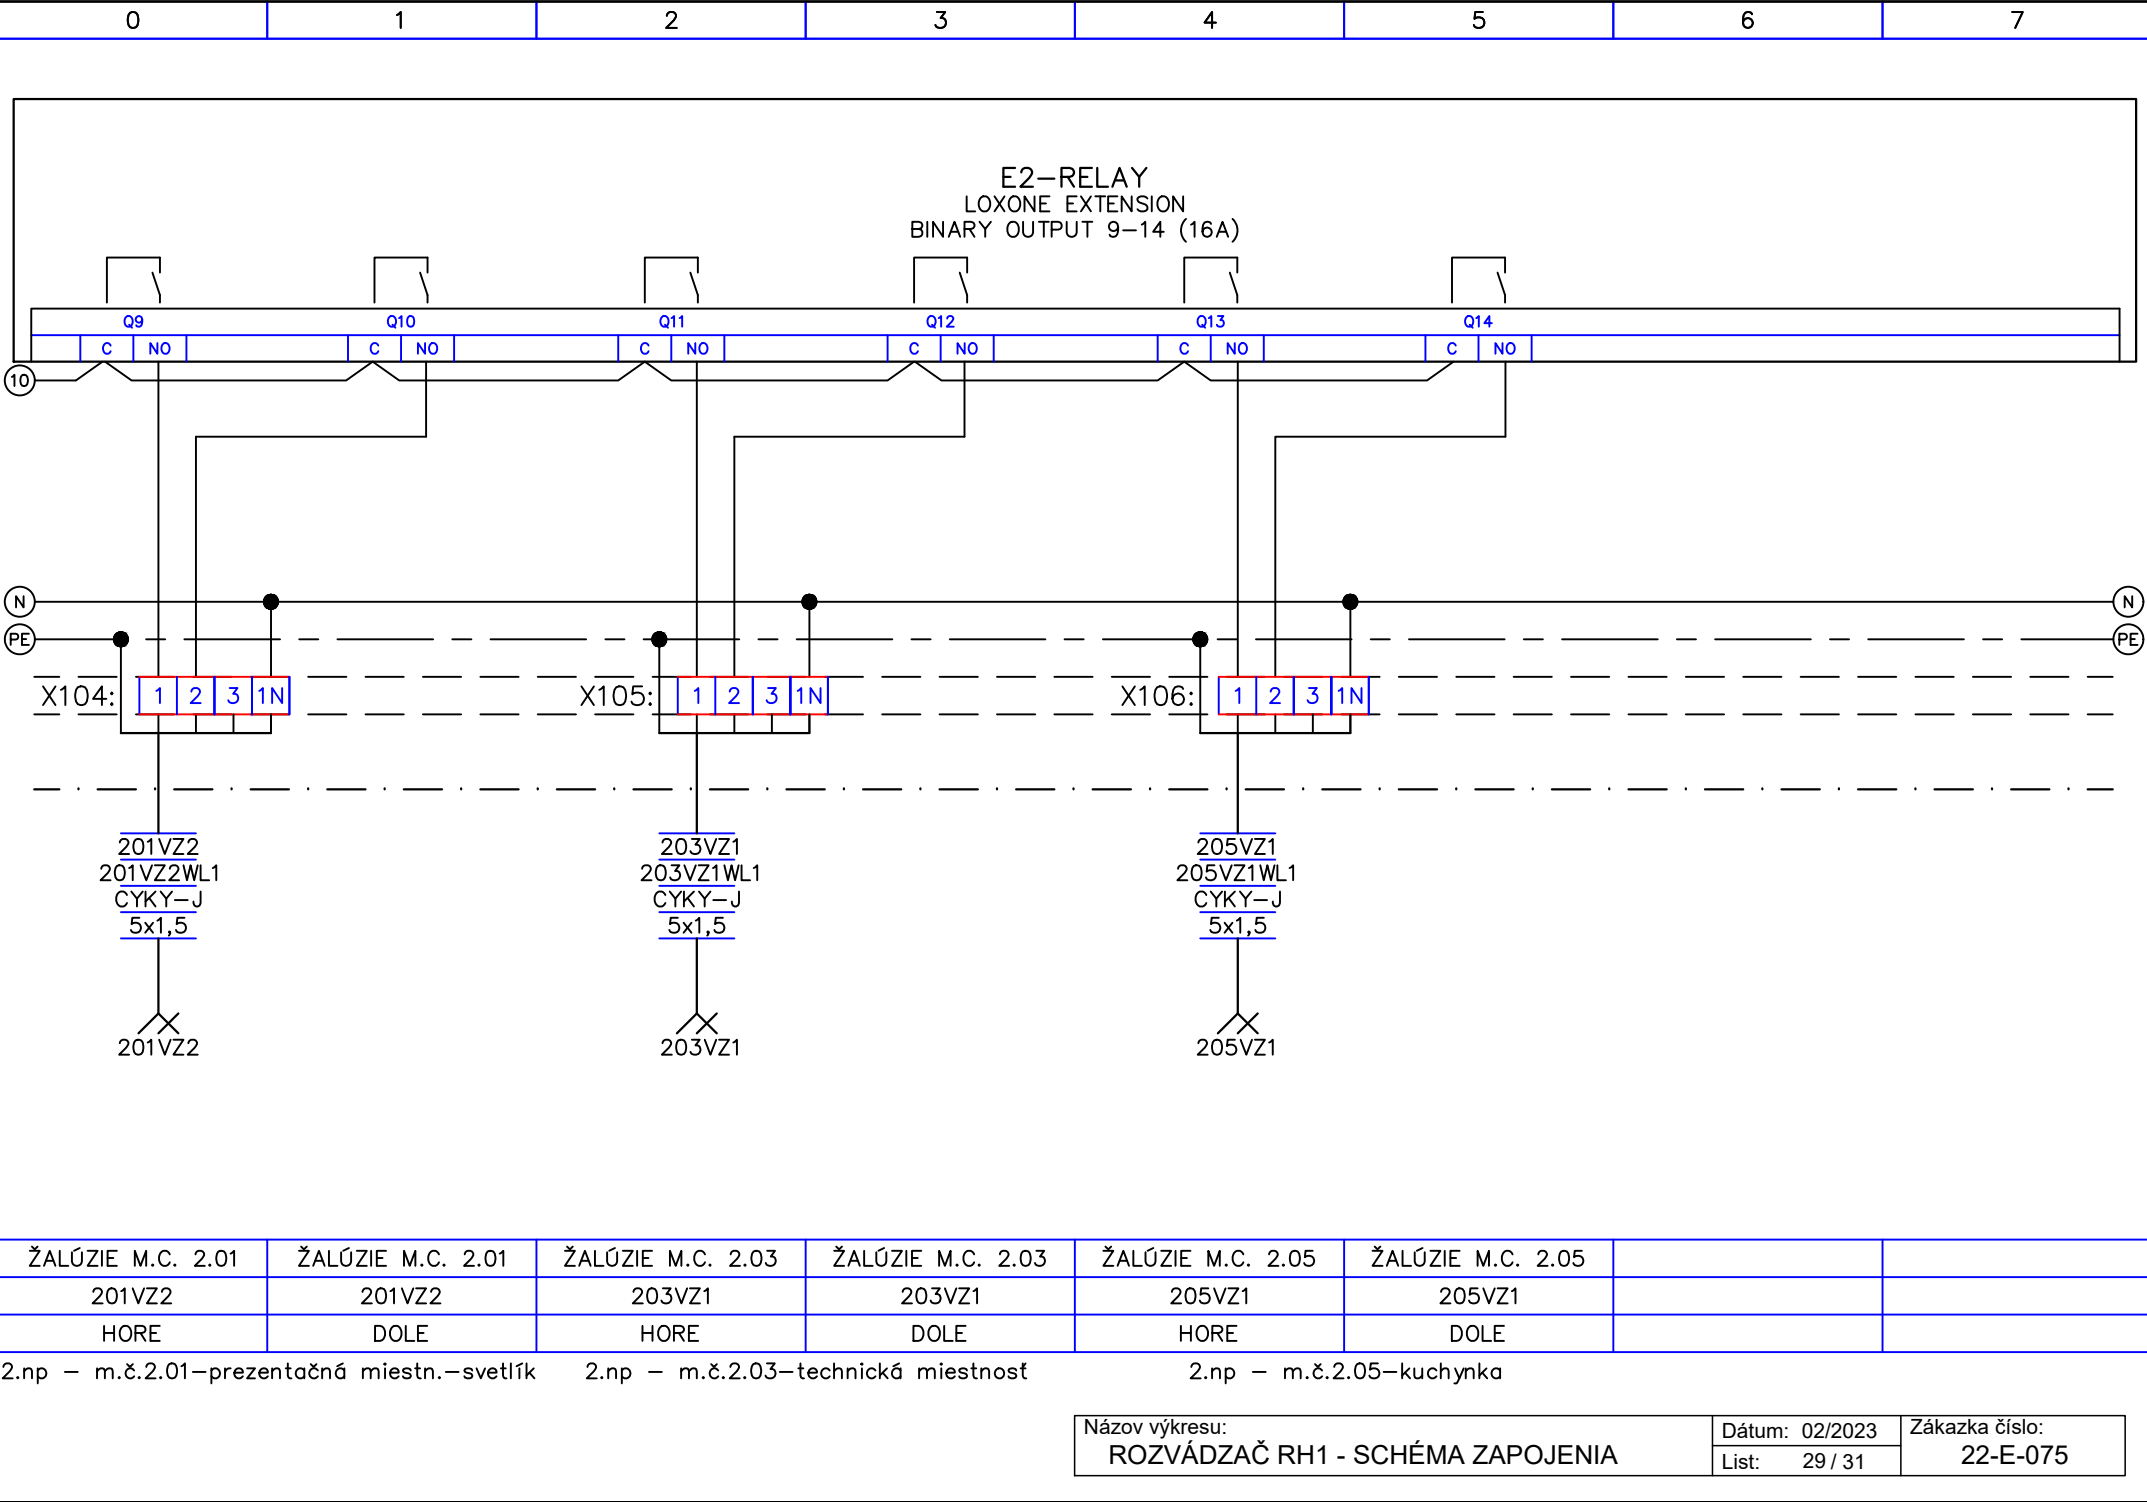 0 1 2 3 4 5 6 7
E2-RELAY
LOXONE EXTENSION
BINARY OUTPUT 9-14 (16A)
Q9 Q10 Q11 Q12 Q13 Q14
C NO C NO C NO C NO C NO C NO
10
N N
PE PE
X104: 1 2 3 1N X105: 1 2 3 1N X106: 1 2 3 1N
201VZ2 203VZ1 205VZ1
201VZ2WL1 203VZ1WL1 205VZ1WL1
CYKY-J CYKY-J CYKY-J
5x1,5 5x1,5 5x1,5
201VZ2 203VZ1 205VZ1
ŽALÚZIE M.C. 2.01 ŽALÚZIE M.C. 2.01 ŽALÚZIE M.C. 2.03 ŽALÚZIE M.C. 2.03 ŽALÚZIE M.C. 2.05 ŽALÚZIE M.C. 2.05
201VZ2 201VZ2 203VZ1 203VZ1 205VZ1 205VZ1
HORE DOLE HORE DOLE HORE DOLE
2.np - m.č.2.01-prezentačná miestn.-svetlík 2.np - m.č.2.03-technická miestnosť 2.np - m.č.2.05-kuchynka
Názov výkresu:
ROZVÁDZAČ RH1 - SCHÉMA ZAPOJENIA
Dátum: 02/2023
List: 29 / 31
Zákazka číslo:
22-E-075